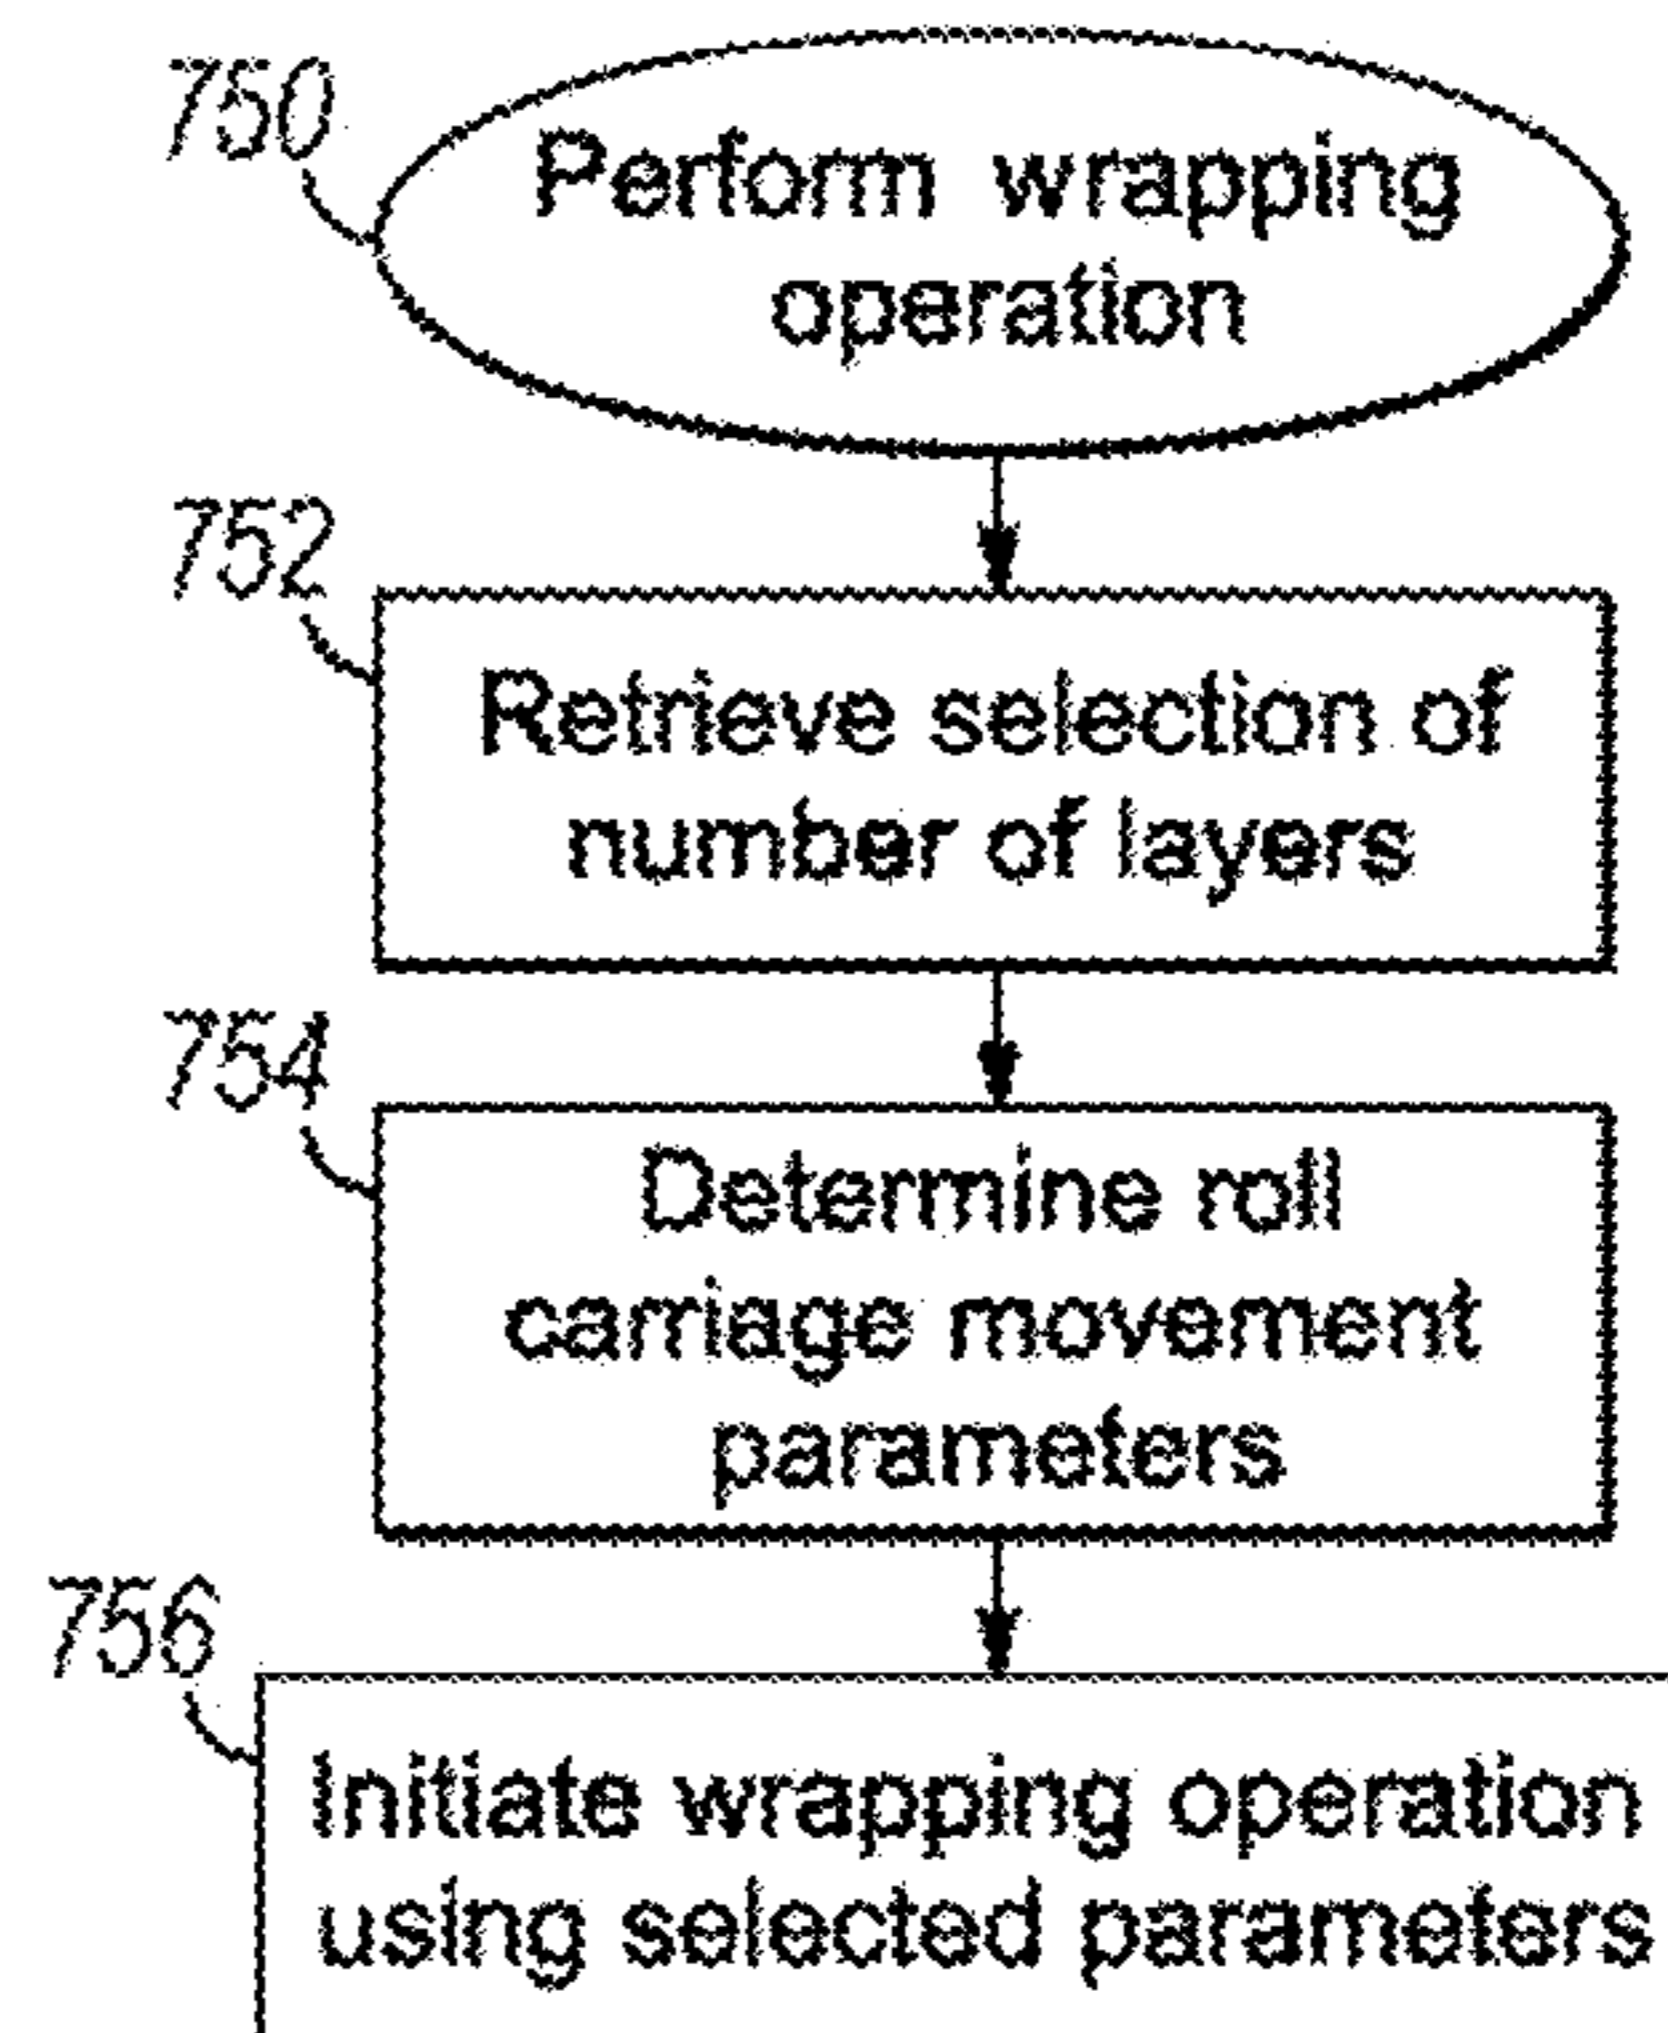 750
Perform wrapping
operation
752
Retrieve selection of
number of layers
754
Determine roll
carriage movement
parameters
756
Initiate wrapping operation
using selected parameters